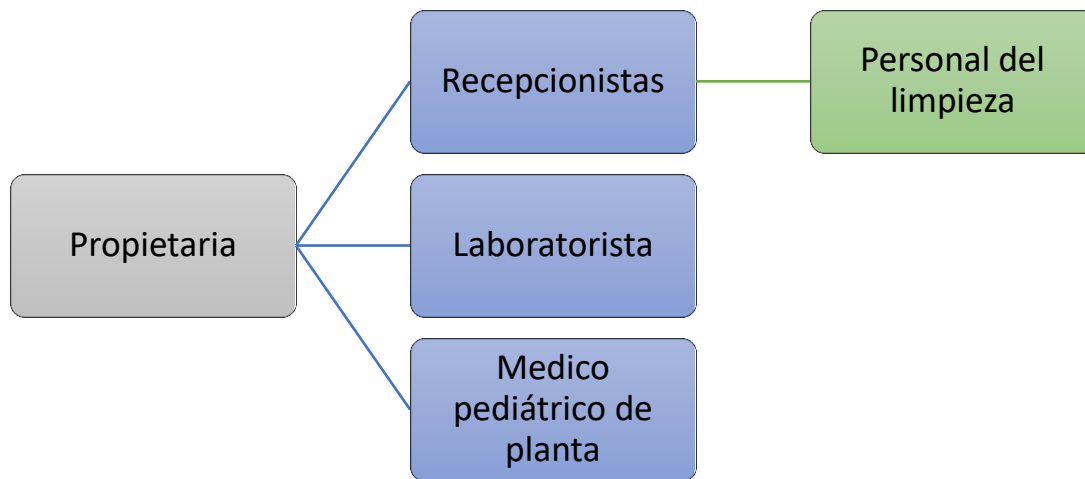 Propietaria
Recepcionistas
Personal del
limpieza
Laboratorista
Medico
pediátrico de
planta